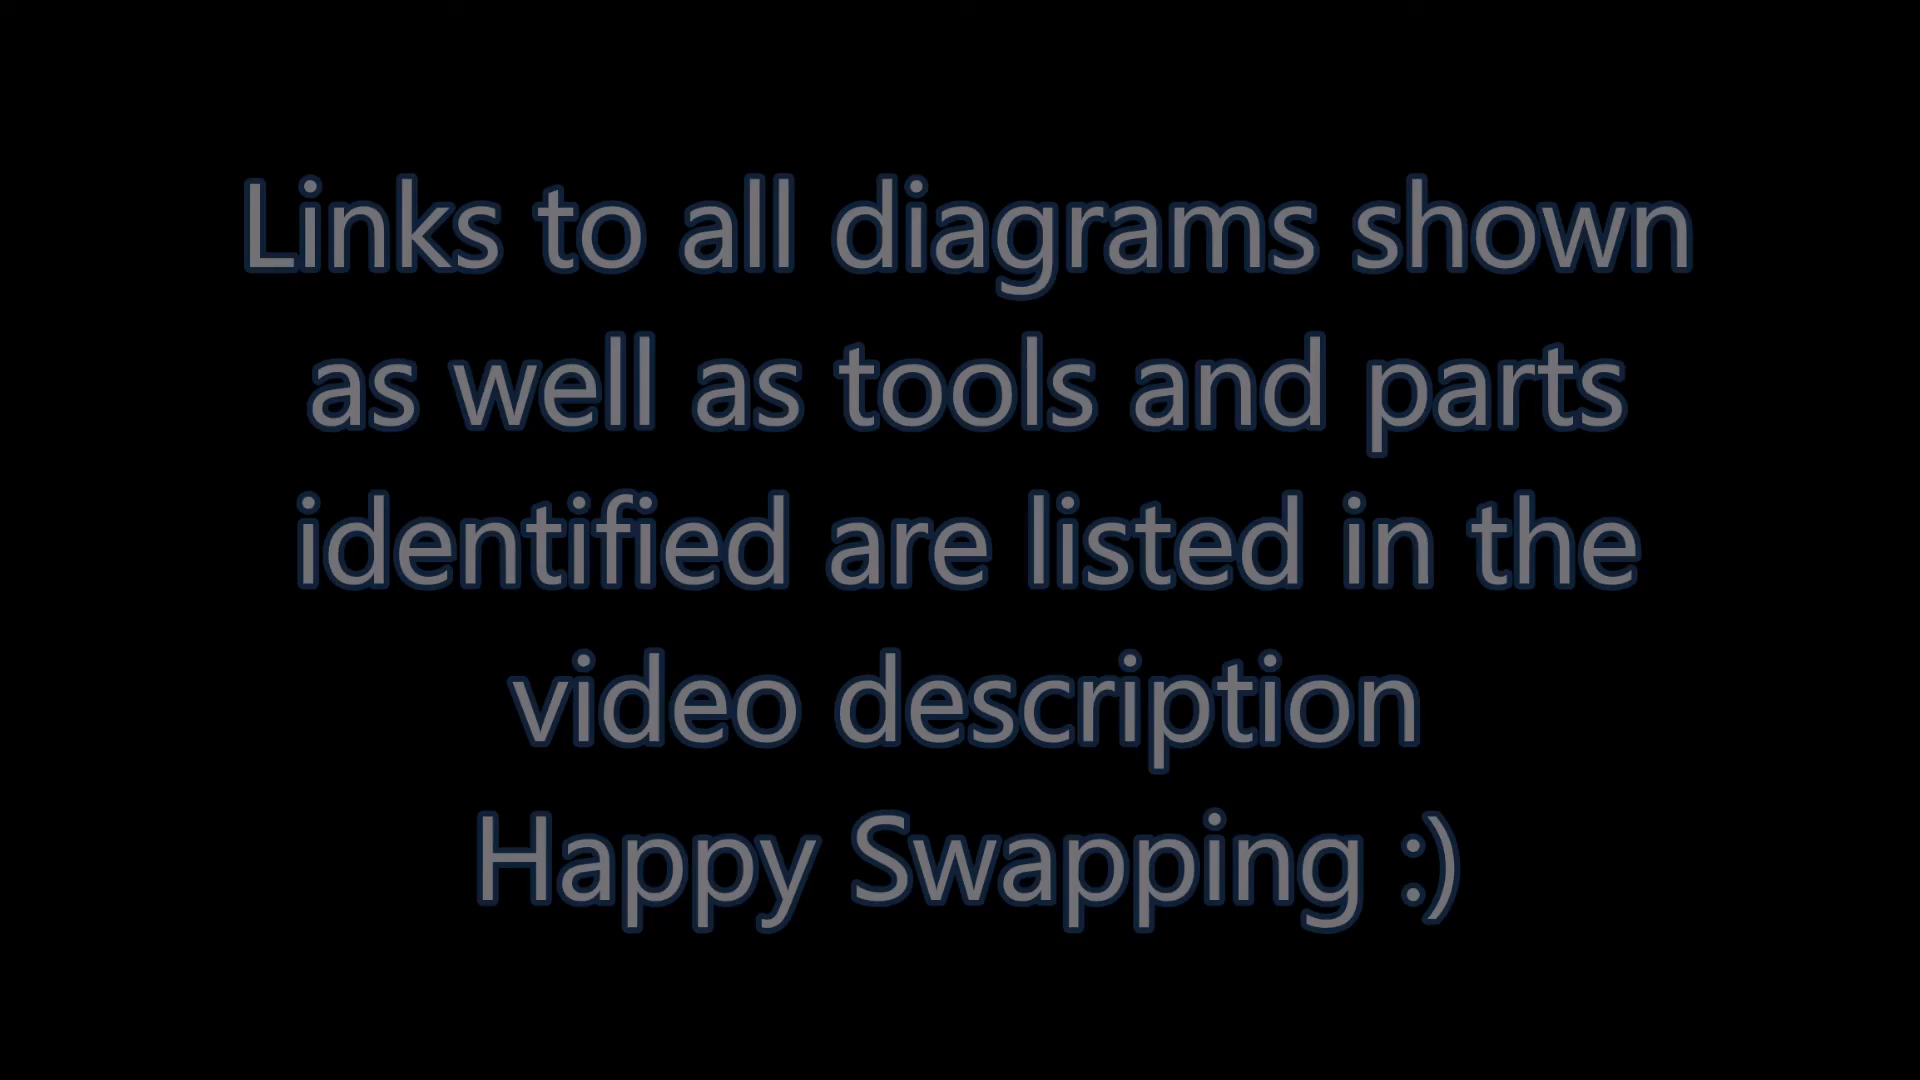 Links to all diagrams shown
as well as tools and parts
identified are listed in the
video description
Happy Swapping :)